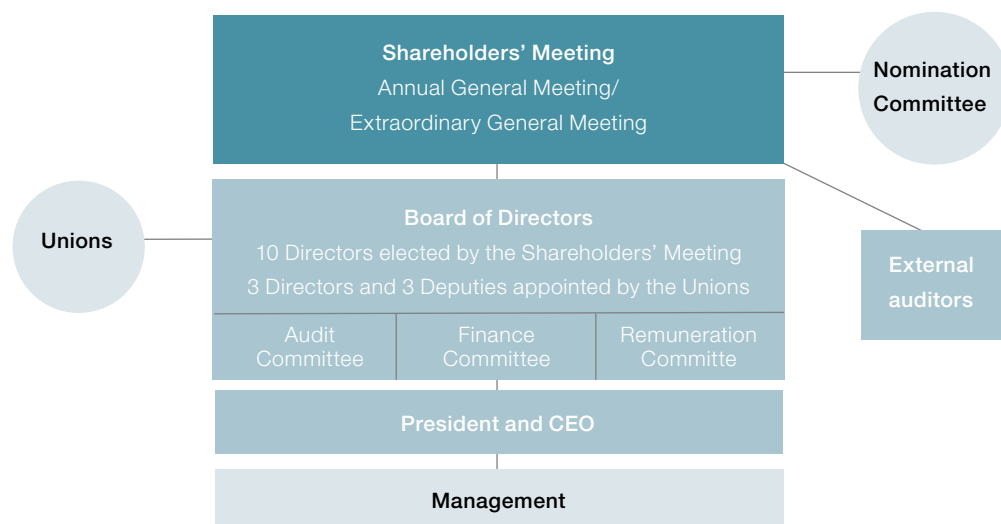 Shareholders’ Meeting
Annual General Meeting/
Extraordinary General Meeting
Nomination
Committee
Unions
Board of Directors
10 Directors elected by the Shareholders’ Meeting
3 Directors and 3 Deputies appointed by the Unions
External
auditors
Audit
Committee
Finance
Committee
Remuneration
Committe
President and CEO
Management